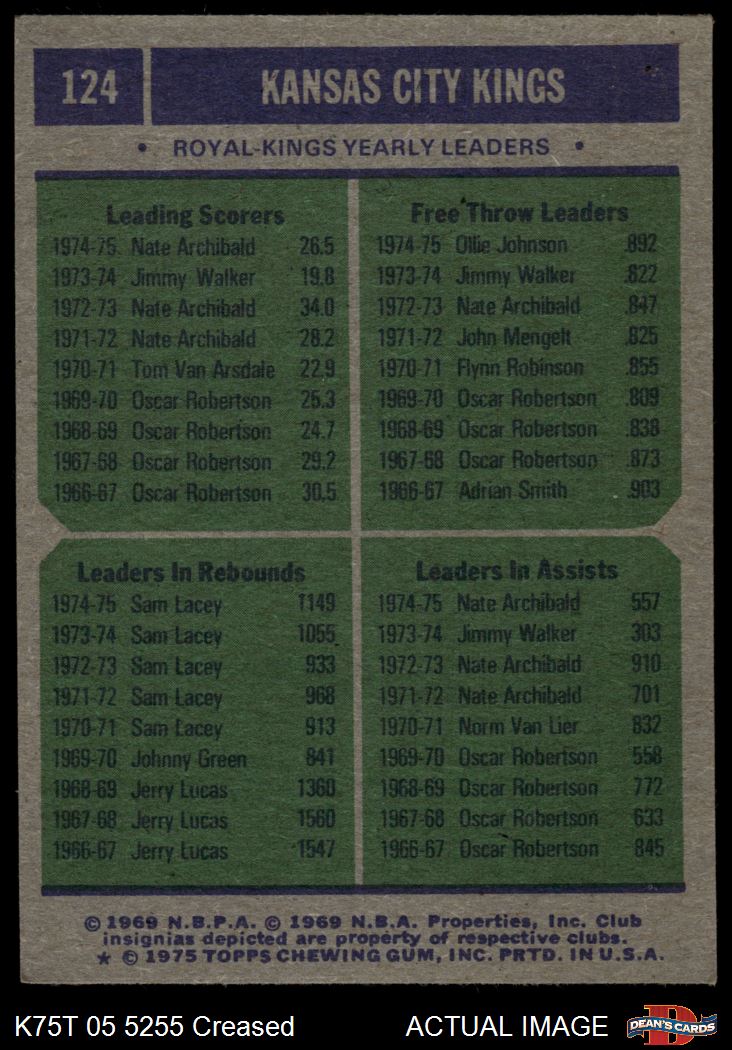 124
KANSAS CITY KINGS
• ROYAL-KINGS YEARLY LEADERS •
Leading Scorers
1974-75 Nate Archibald 26.5
1973-74 Jimmy Walker 19.8
1972-73 Nate Archibald 34.0
1971-72 Nate Archibald 28.2
1970-71 Tom Van Arsdale 22.9
1969-70 Oscar Robertson 25.3
1968-69 Oscar Robertson 24.7
1967-68 Oscar Robertson 29.2
1966-67 Oscar Robertson 30.5
Free Throw Leaders
1974-75 Ollie Johnson .892
1973-74 Jimmy Walker .822
1972-73 Nate Archibald .847
1971-72 John Mengelt .825
1970-71 Flynn Robinson .855
1969-70 Oscar Robertson .809
1968-69 Oscar Robertson .838
1967-68 Oscar Robertson .873
1966-67 Adrian Smith .903
Leaders In Rebounds
1974-75 Sam Lacey 1149
1973-74 Sam Lacey 1055
1972-73 Sam Lacey 933
1971-72 Sam Lacey 968
1970-71 Sam Lacey 913
1969-70 Johnny Green 841
1968-69 Jerry Lucas 1360
1967-68 Jerry Lucas 1560
1966-67 Jerry Lucas 1547
Leaders In Assists
1974-75 Nate Archibald 557
1973-74 Jimmy Walker 303
1972-73 Nate Archibald 910
1971-72 Nate Archibald 701
1970-71 Norm Van Lier 832
1969-70 Oscar Robertson 558
1968-69 Oscar Robertson 772
1967-68 Oscar Robertson 633
1966-67 Oscar Robertson 845
© 1969 N.B.P.A. © 1969 N.B.A. Properties, Inc. Club
insignias depicted are property of respective clubs.
★ © 1975 TOPPS CHEWING GUM, INC. PRTD. IN U.S.A.
K75T 05 5255 Creased
ACTUAL IMAGE
DEAN'S CARDS